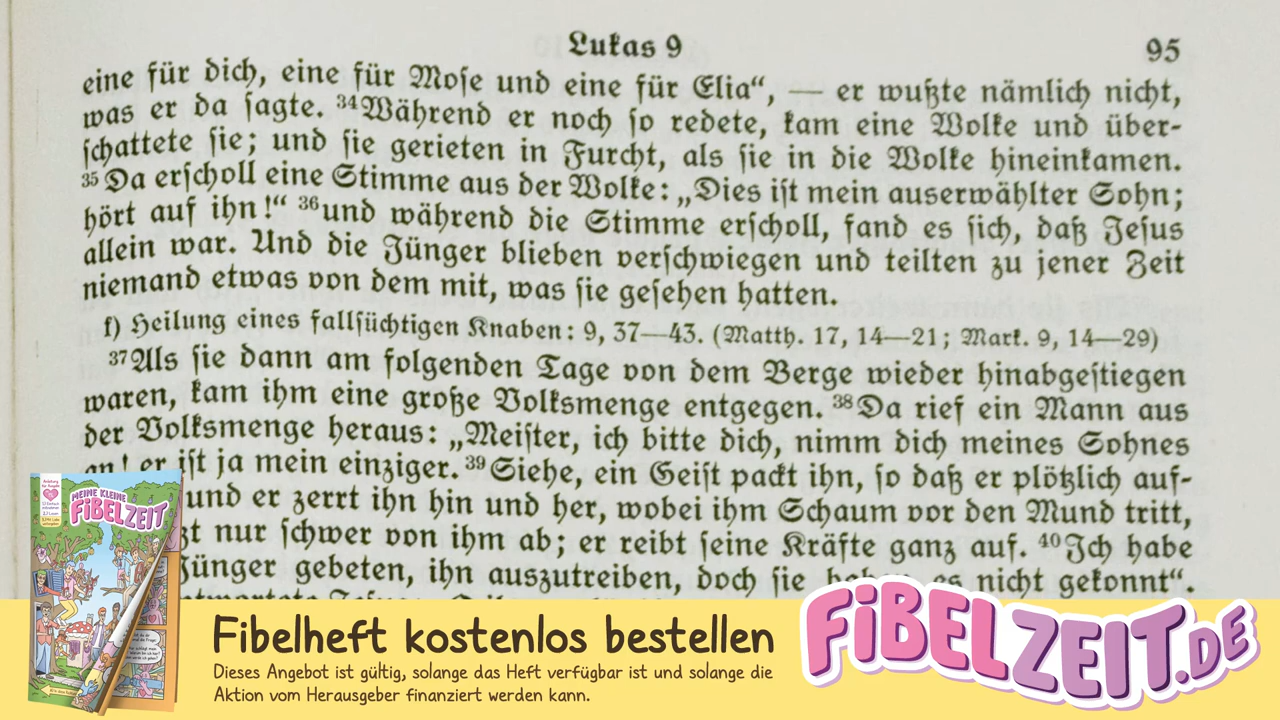 Lukas 9
95
eine für dich, eine für Mose und eine für Elia“, — er wußte nämlich nicht,
was er da sagte. ³⁴Während er noch so redete, kam eine Wolke und über-
schattete sie; und sie gerieten in Furcht, als sie in die Wolke hineinkamen.
³⁵Da erscholl eine Stimme aus der Wolke: „Dies ist mein auserwählter Sohn;
hört auf ihn!“ ³⁶und während die Stimme erscholl, fand es sich, daß Jesus
allein war. Und die Jünger blieben verschwiegen und teilten zu jener Zeit
niemand etwas von dem mit, was sie gesehen hatten.
f) Heilung eines fallsüchtigen Knaben: 9, 37—43. (Matth. 17, 14—21; Mark. 9, 14—29)
³⁷Als sie dann am folgenden Tage von dem Berge wieder hinabgestiegen
waren, kam ihm eine große Volksmenge entgegen. ³⁸Da rief ein Mann aus
der Volksmenge heraus: „Meister, ich bitte dich, nimm dich meines Sohnes
an! er ist ja mein einziger. ³⁹Siehe, ein Geist packt ihn, so daß er plötzlich auf-
und er zerrt ihn hin und her, wobei ihm Schaum vor den Mund tritt,
nur schwer von ihm ab; er reibt seine Kräfte ganz auf. ⁴⁰Ich habe
Jünger gebeten, ihn auszutreiben, doch sie haben es nicht gekonnt“.
MEINE KLEINE
FiBELZEiT
Fibelheft kostenlos bestellen
Dieses Angebot ist gültig, solange das Heft verfügbar ist und solange die
Aktion vom Herausgeber finanziert werden kann.
FiBELZEiT.DE